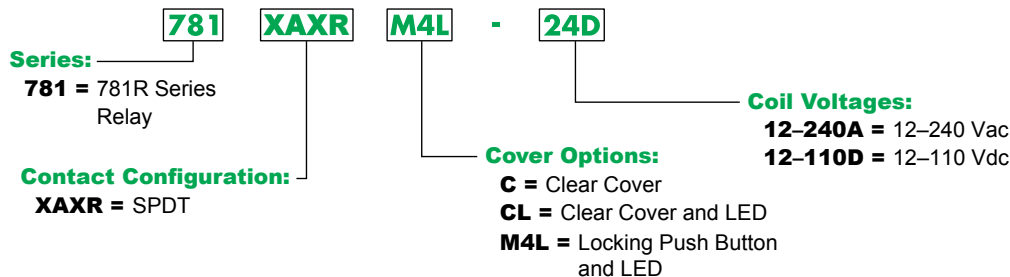 781 XAXR M4L - 24D
Series:
781 = 781R Series
Relay
Contact Configuration:
XAXR = SPDT
Cover Options:
C = Clear Cover
CL = Clear Cover and LED
M4L = Locking Push Button
and LED
Coil Voltages:
12–240A = 12–240 Vac
12–110D = 12–110 Vdc